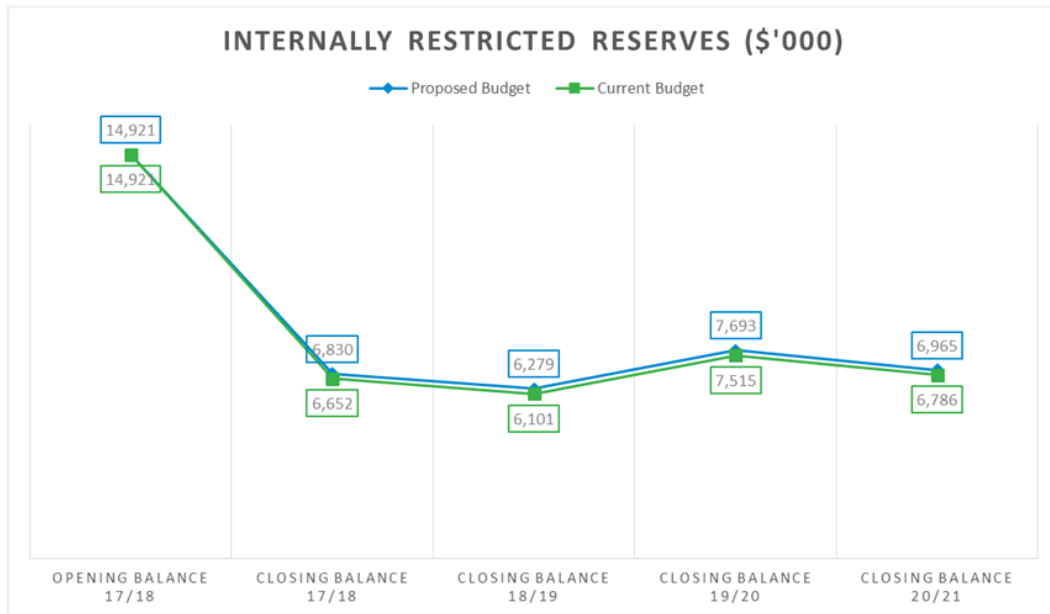 INTERNALLY RESTRICTED RESERVES ($'000)
Proposed Budget Current Budget
14,921
14,921
6,830
6,652
6,279
6,101
7,693
7,515
6,965
6,786
OPENING BALANCE 17/18
CLOSING BALANCE 17/18
CLOSING BALANCE 18/19
CLOSING BALANCE 19/20
CLOSING BALANCE 20/21